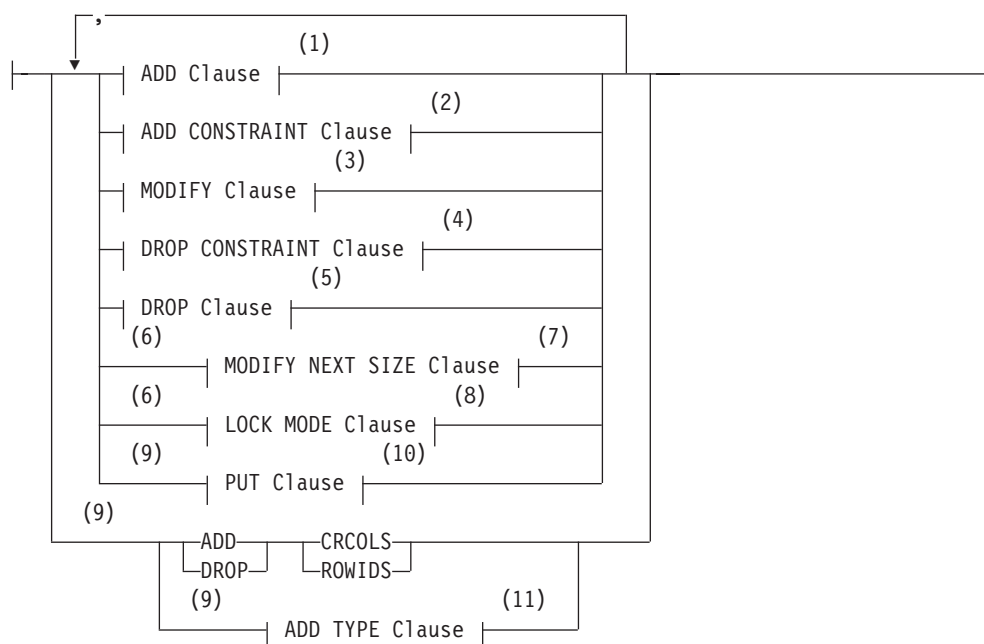 ,
(1)
ADD Clause
(2)
ADD CONSTRAINT Clause
(3)
MODIFY Clause
(4)
DROP CONSTRAINT Clause
(5)
DROP Clause
(6) (7)
MODIFY NEXT SIZE Clause
(6) (8)
LOCK MODE Clause
(9) (10)
PUT Clause
(9)
ADD CRCOLS
DROP ROWIDS
(9) (11)
ADD TYPE Clause